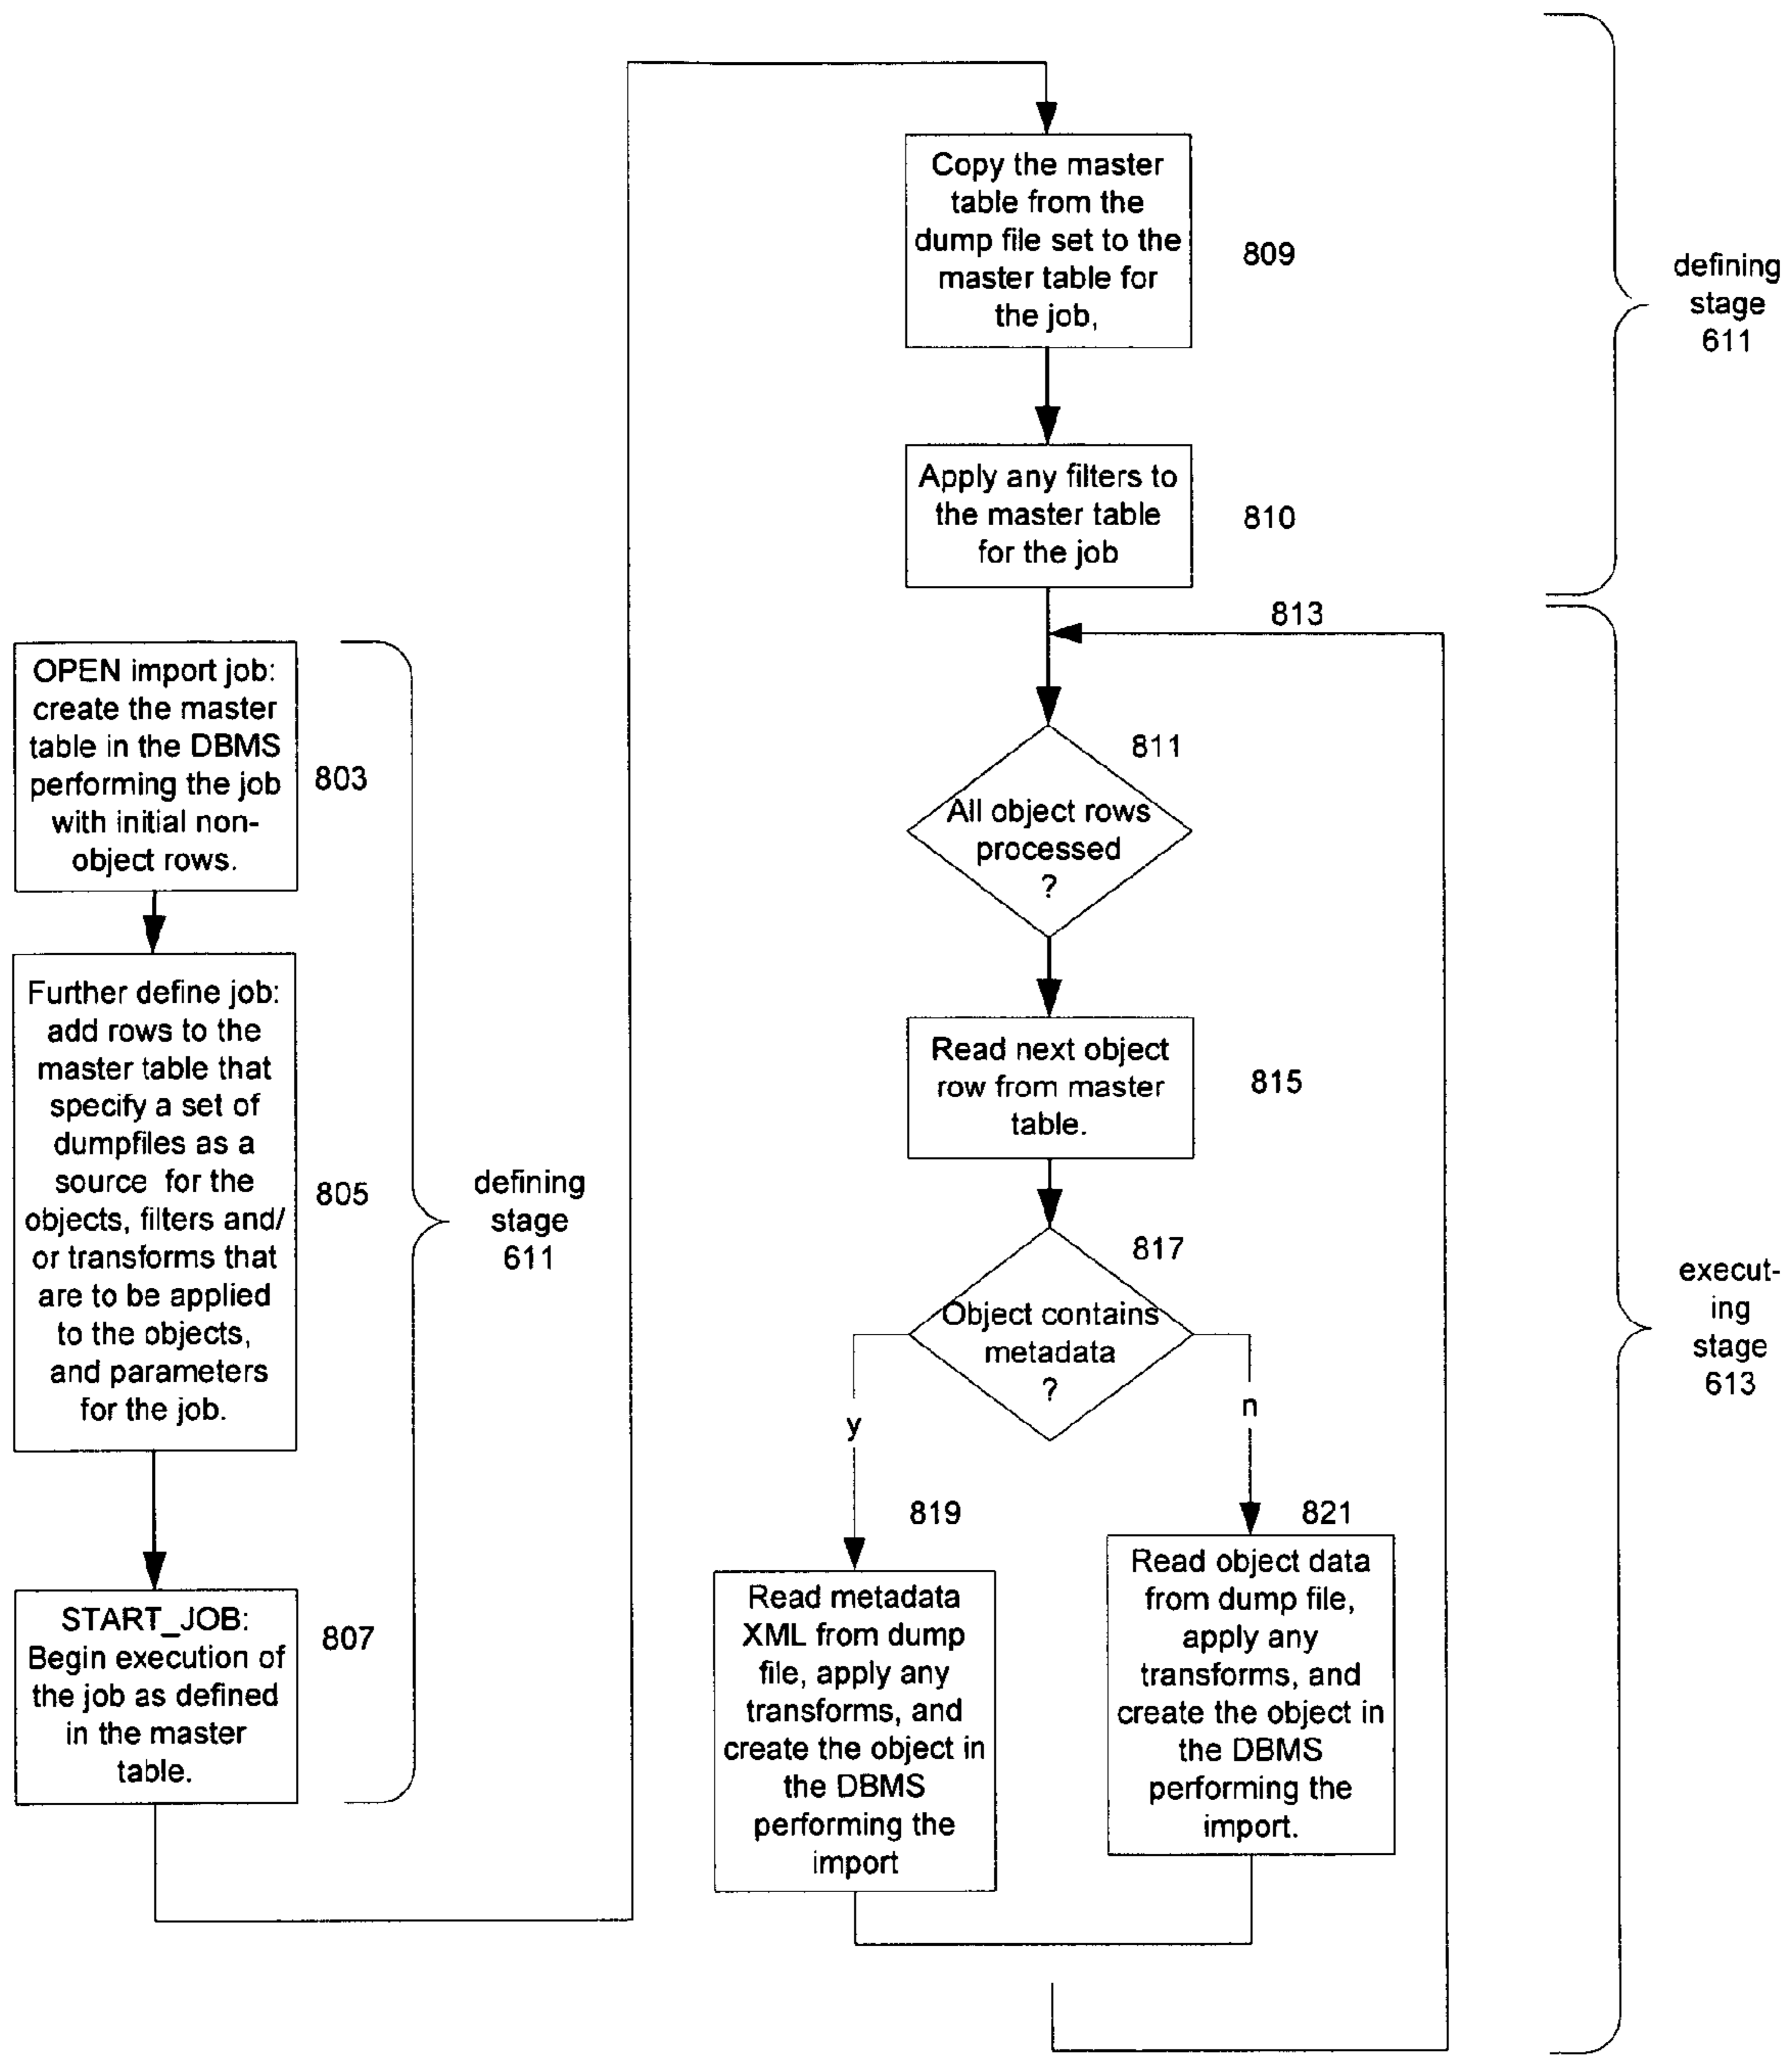 OPEN import job:
create the master
table in the DBMS
performing the job
with initial non-
object rows.
803
Further define job:
add rows to the
master table that
specify a set of
dumpfiles as a
source for the
objects, filters and/
or transforms that
are to be applied
to the objects,
and parameters
for the job.
805
START_JOB:
Begin execution of
the job as defined
in the master
table.
807
defining
stage
611
Copy the master
table from the
dump file set to the
master table for
the job,
809
Apply any filters to
the master table
for the job
810
defining
stage
611
813
811
All object rows
processed
?
Read next object
row from master
table.
815
817
Object contains
metadata
?
y
n
819
Read metadata
XML from dump
file, apply any
transforms, and
create the object in
the DBMS
performing the
import
821
Read object data
from dump file,
apply any
transforms, and
create the object in
the DBMS
performing the
import.
execut-
ing
stage
613